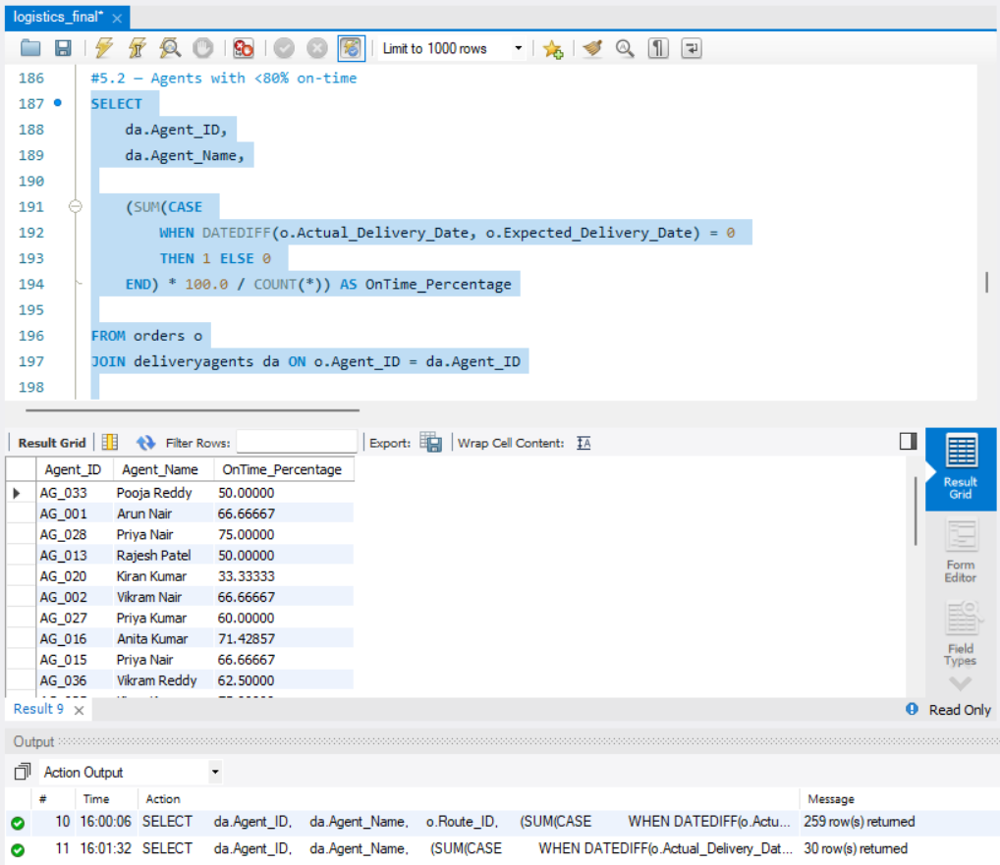 logistics_final*
Limit to 1000 rows
186 #5.2 — Agents with <80% on-time
187 SELECT
188 da.Agent_ID,
189 da.Agent_Name,
190
191 (SUM(CASE
192 WHEN DATEDIFF(o.Actual_Delivery_Date, o.Expected_Delivery_Date) = 0
193 THEN 1 ELSE 0
194 END) * 100.0 / COUNT(*)) AS OnTime_Percentage
195
196 FROM orders o
197 JOIN deliveryagents da ON o.Agent_ID = da.Agent_ID
198
Result Grid Filter Rows: Export: Wrap Cell Content: IA
Agent_ID Agent_Name OnTime_Percentage
AG_033 Pooja Reddy 50.00000
AG_001 Arun Nair 66.66667
AG_028 Priya Nair 75.00000
AG_013 Rajesh Patel 50.00000
AG_020 Kiran Kumar 33.33333
AG_002 Vikram Nair 66.66667
AG_027 Priya Kumar 60.00000
AG_016 Anita Kumar 71.42857
AG_015 Priya Nair 66.66667
AG_036 Vikram Reddy 62.50000
Result
Grid
Form
Editor
Field
Types
Result 9 Read Only
Output
Action Output
# Time Action Message
10 16:00:06 SELECT da.Agent_ID, da.Agent_Name, o.Route_ID, (SUM(CASE WHEN DATEDIFF(o.Actu... 259 row(s) returned
11 16:01:32 SELECT da.Agent_ID, da.Agent_Name, (SUM(CASE WHEN DATEDIFF(o.Actual_Delivery_Dat... 30 row(s) returned